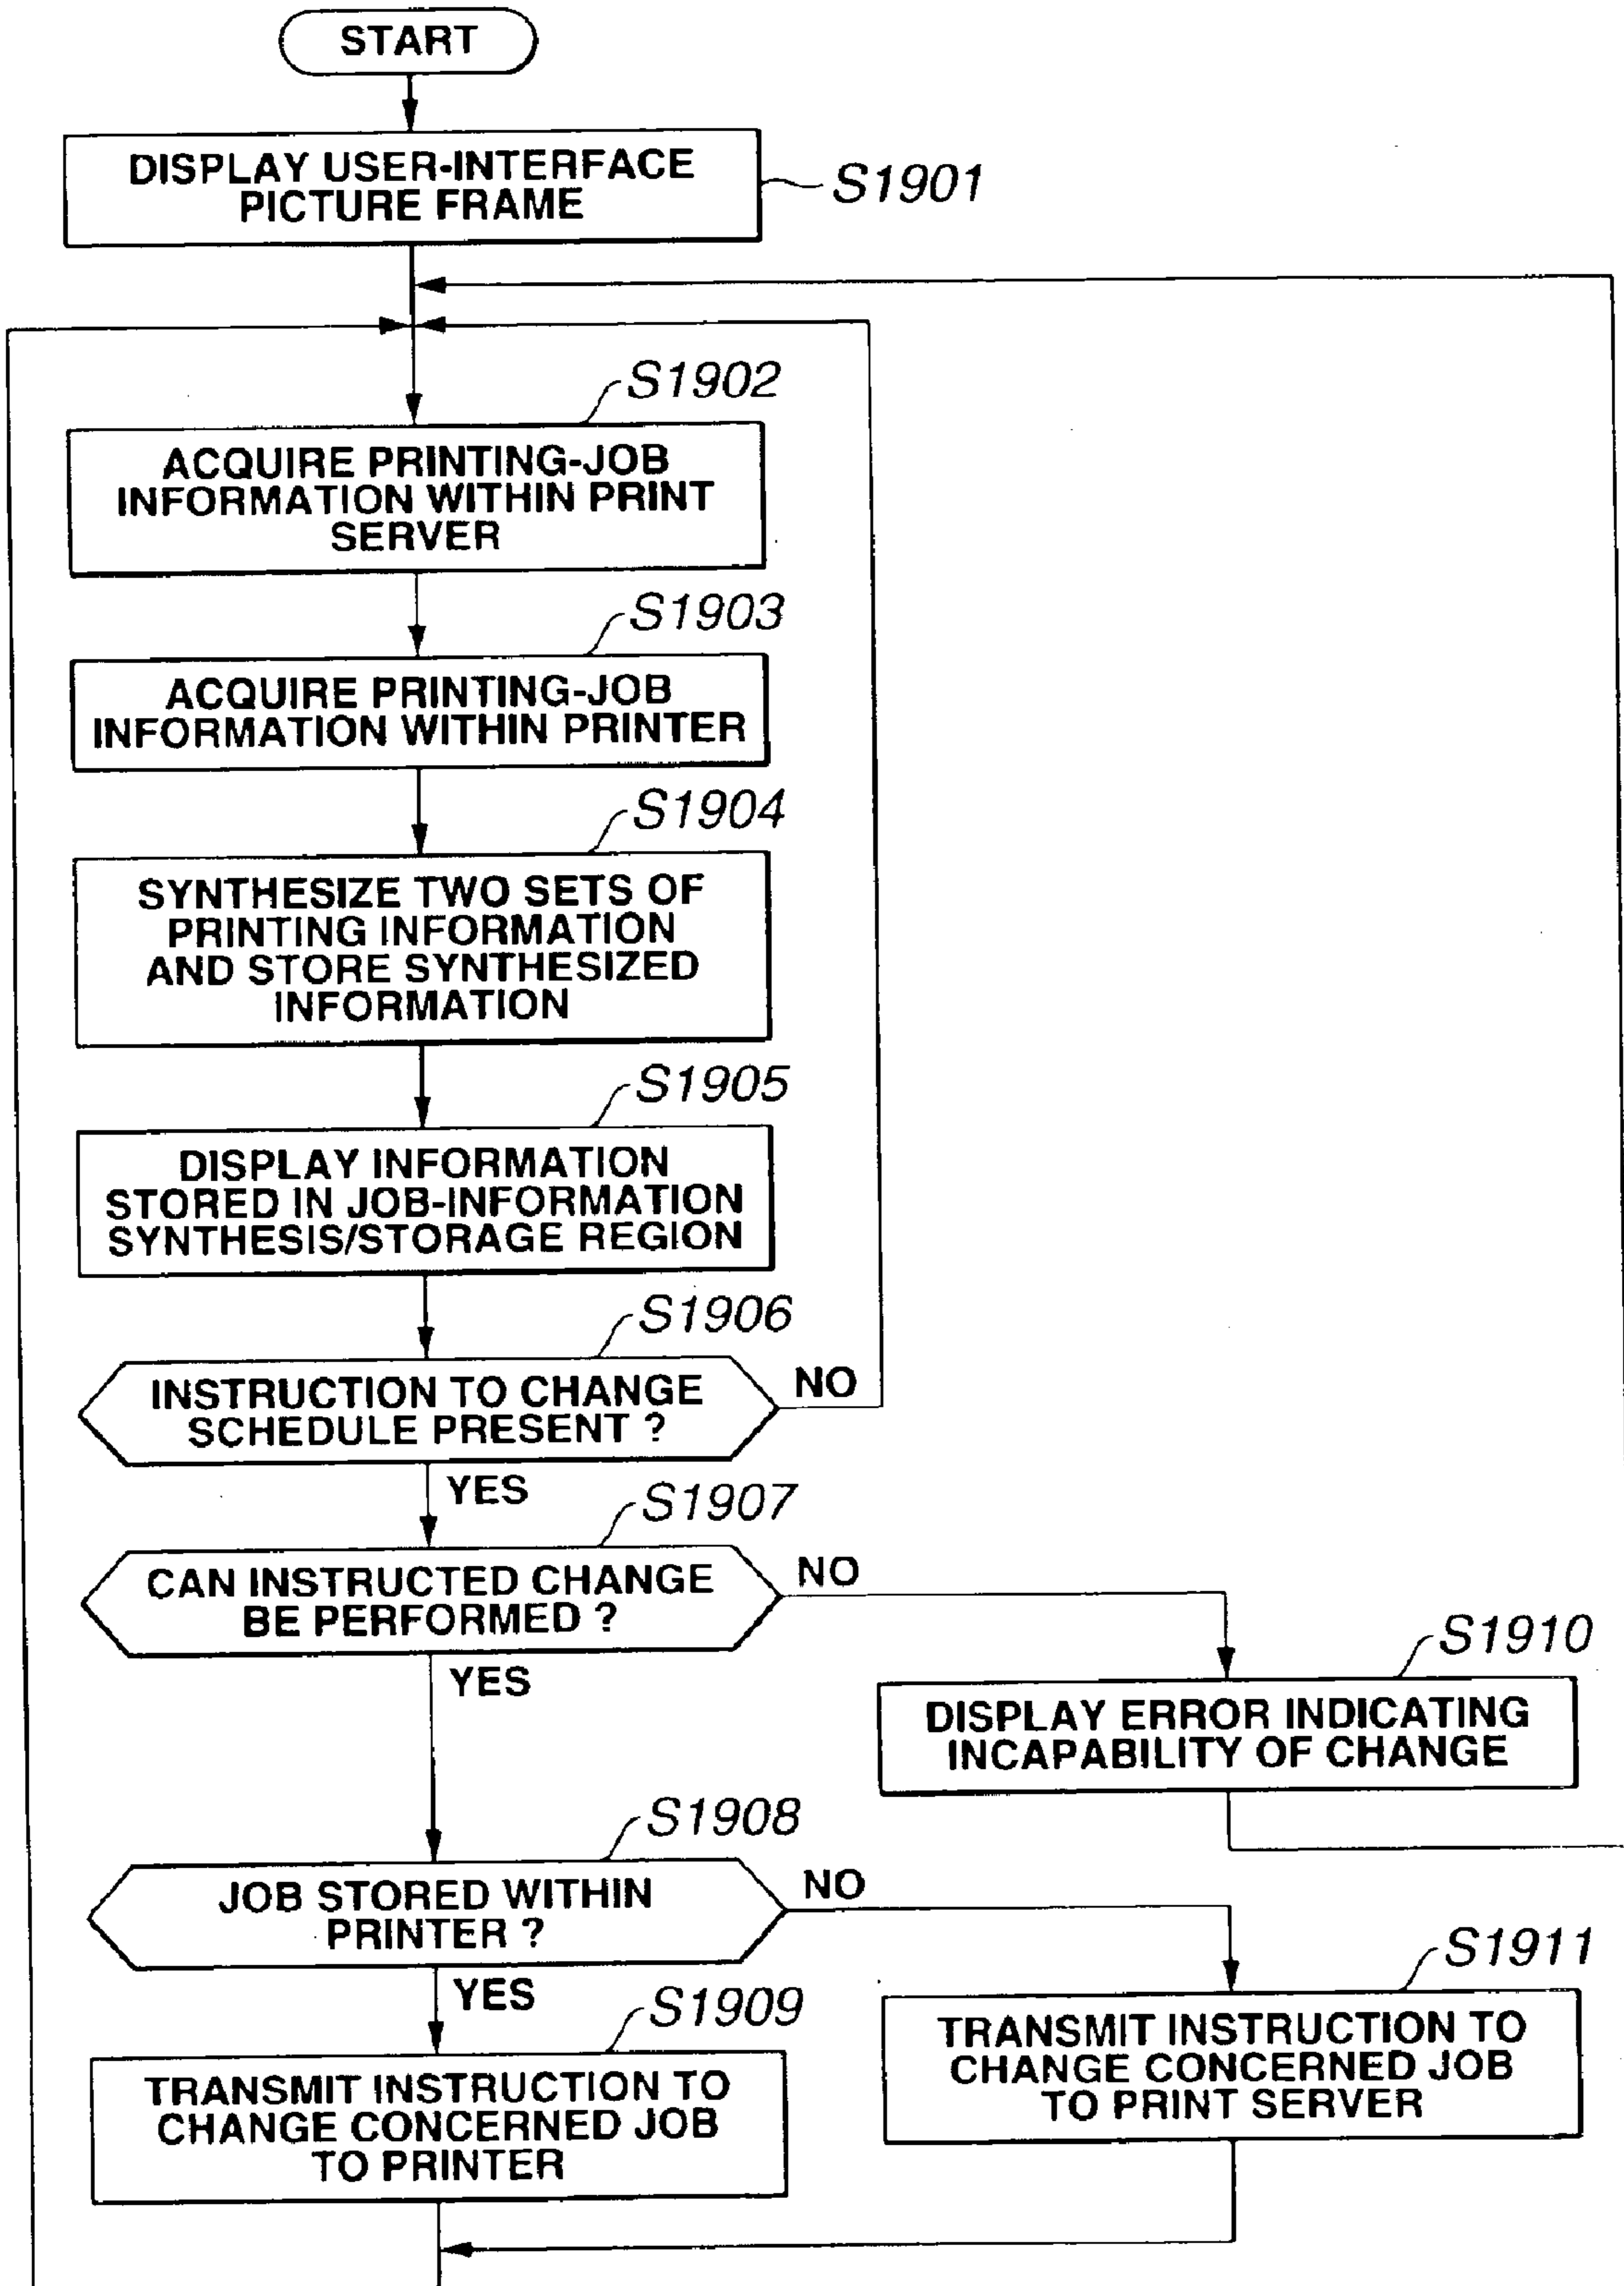 START
DISPLAY USER-INTERFACE
PICTURE FRAME
S1901
S1902
ACQUIRE PRINTING-JOB
INFORMATION WITHIN PRINT
SERVER
S1903
ACQUIRE PRINTING-JOB
INFORMATION WITHIN PRINTER
S1904
SYNTHESIZE TWO SETS OF
PRINTING INFORMATION
AND STORE SYNTHESIZED
INFORMATION
S1905
DISPLAY INFORMATION
STORED IN JOB-INFORMATION
SYNTHESIS/STORAGE REGION
S1906
INSTRUCTION TO CHANGE
SCHEDULE PRESENT ?
NO
YES
S1907
CAN INSTRUCTED CHANGE
BE PERFORMED ?
NO
YES
S1910
DISPLAY ERROR INDICATING
INCAPABILITY OF CHANGE
S1908
JOB STORED WITHIN
PRINTER ?
NO
YES
S1911
TRANSMIT INSTRUCTION TO
CHANGE CONCERNED JOB
TO PRINT SERVER
S1909
TRANSMIT INSTRUCTION TO
CHANGE CONCERNED JOB
TO PRINTER